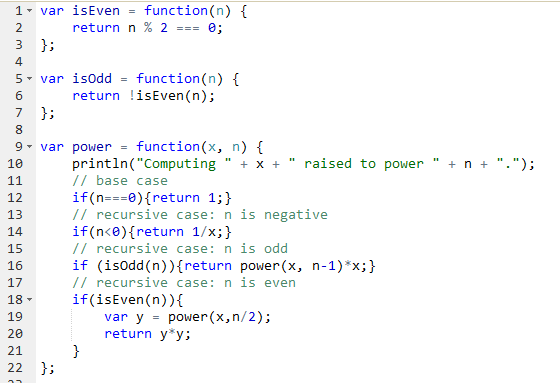 1 var isEven = function(n) {
2 return n % 2 === 0;
3 };
4
5 var isOdd = function(n) {
6 return !isEven(n);
7 };
8
9 var power = function(x, n) {
10 println("Computing " + x + " raised to power " + n + ".");
11 // base case
12 if(n===0){return 1;}
13 // recursive case: n is negative
14 if(n<0){return 1/x;}
15 // recursive case: n is odd
16 if (isOdd(n)){return power(x, n-1)*x;}
17 // recursive case: n is even
18 if(isEven(n)){
19 var y = power(x,n/2);
20 return y*y;
21 }
22 };